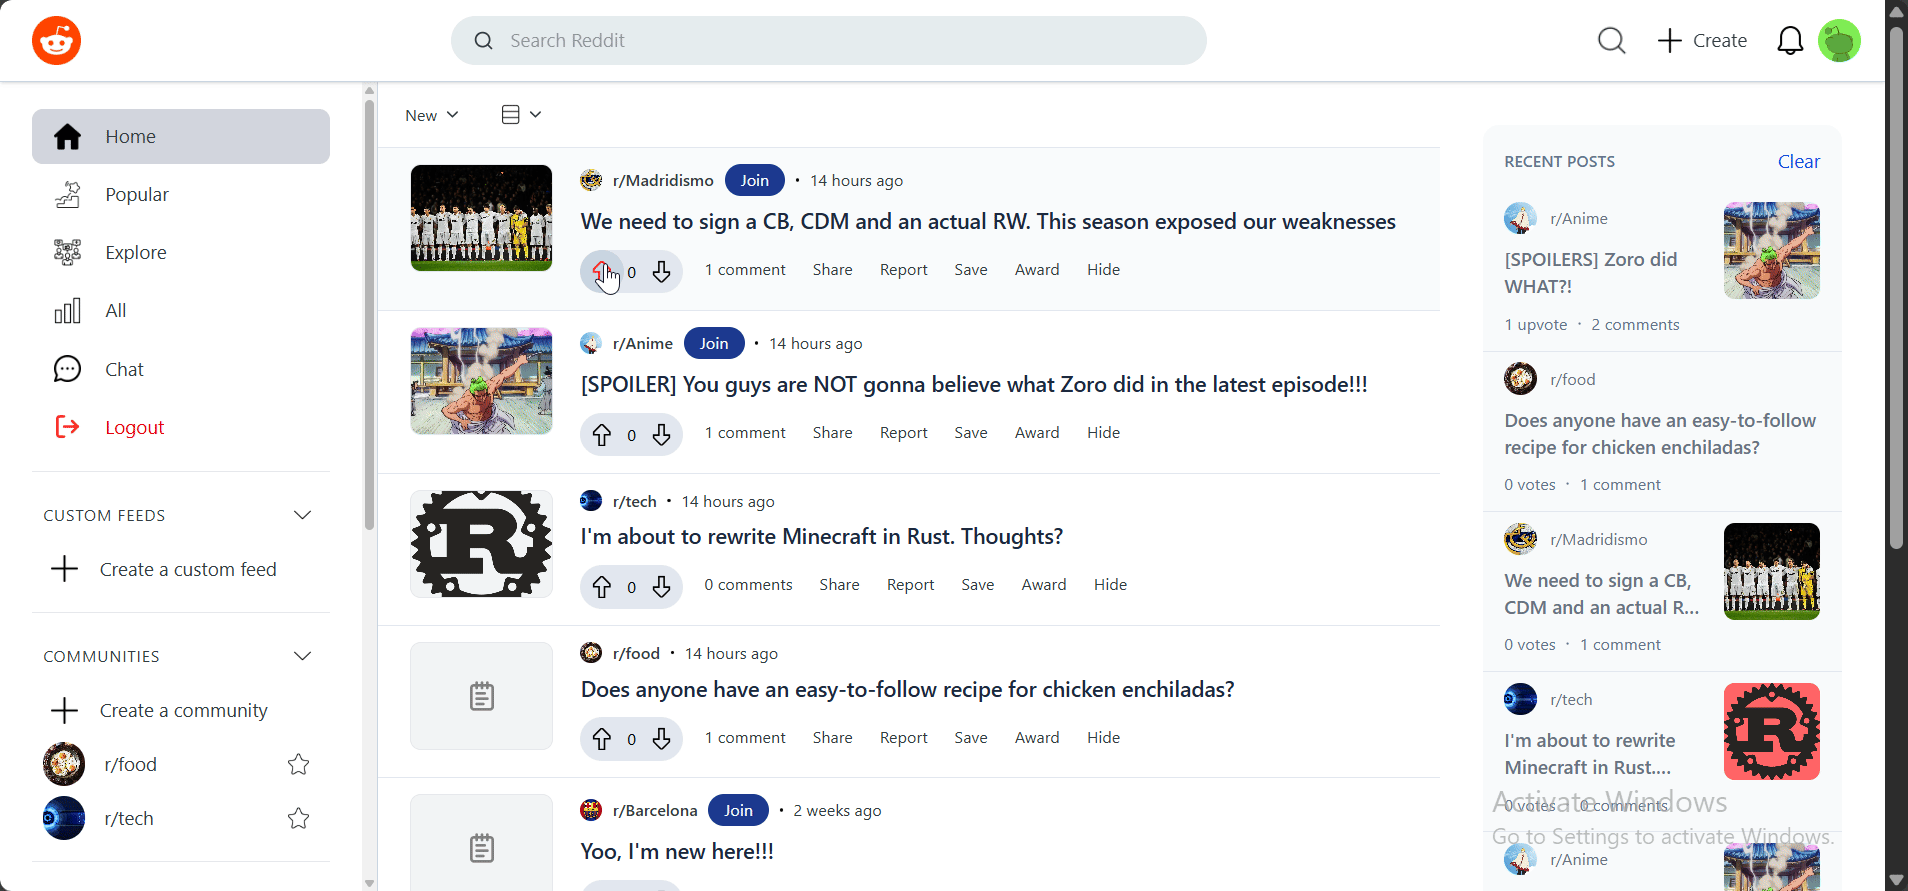 Search Reddit
Create
Home
Popular
Explore
All
Chat
Logout
CUSTOM FEEDS
Create a custom feed
COMMUNITIES
Create a community
r/food
r/tech
New
r/Madridismo Join • 14 hours ago
We need to sign a CB, CDM and an actual RW. This season exposed our weaknesses
0 1 comment Share Report Save Award Hide
r/Anime Join • 14 hours ago
[SPOILER] You guys are NOT gonna believe what Zoro did in the latest episode!!!
0 1 comment Share Report Save Award Hide
r/tech • 14 hours ago
I'm about to rewrite Minecraft in Rust. Thoughts?
0 0 comments Share Report Save Award Hide
r/food • 14 hours ago
Does anyone have an easy-to-follow recipe for chicken enchiladas?
0 1 comment Share Report Save Award Hide
r/Barcelona Join • 2 weeks ago
Yoo, I'm new here!!!
RECENT POSTS Clear
r/Anime
[SPOILERS] Zoro did
WHAT?!
1 upvote · 2 comments
r/food
Does anyone have an easy-to-follow
recipe for chicken enchiladas?
0 votes · 1 comment
r/Madridismo
We need to sign a CB,
CDM and an actual R...
0 votes · 1 comment
r/tech
R
I'm about to rewrite
Minecraft in Rust....
0 votes · 0 comments
Activate Windows
Go to Settings to activate Windows.
r/Anime